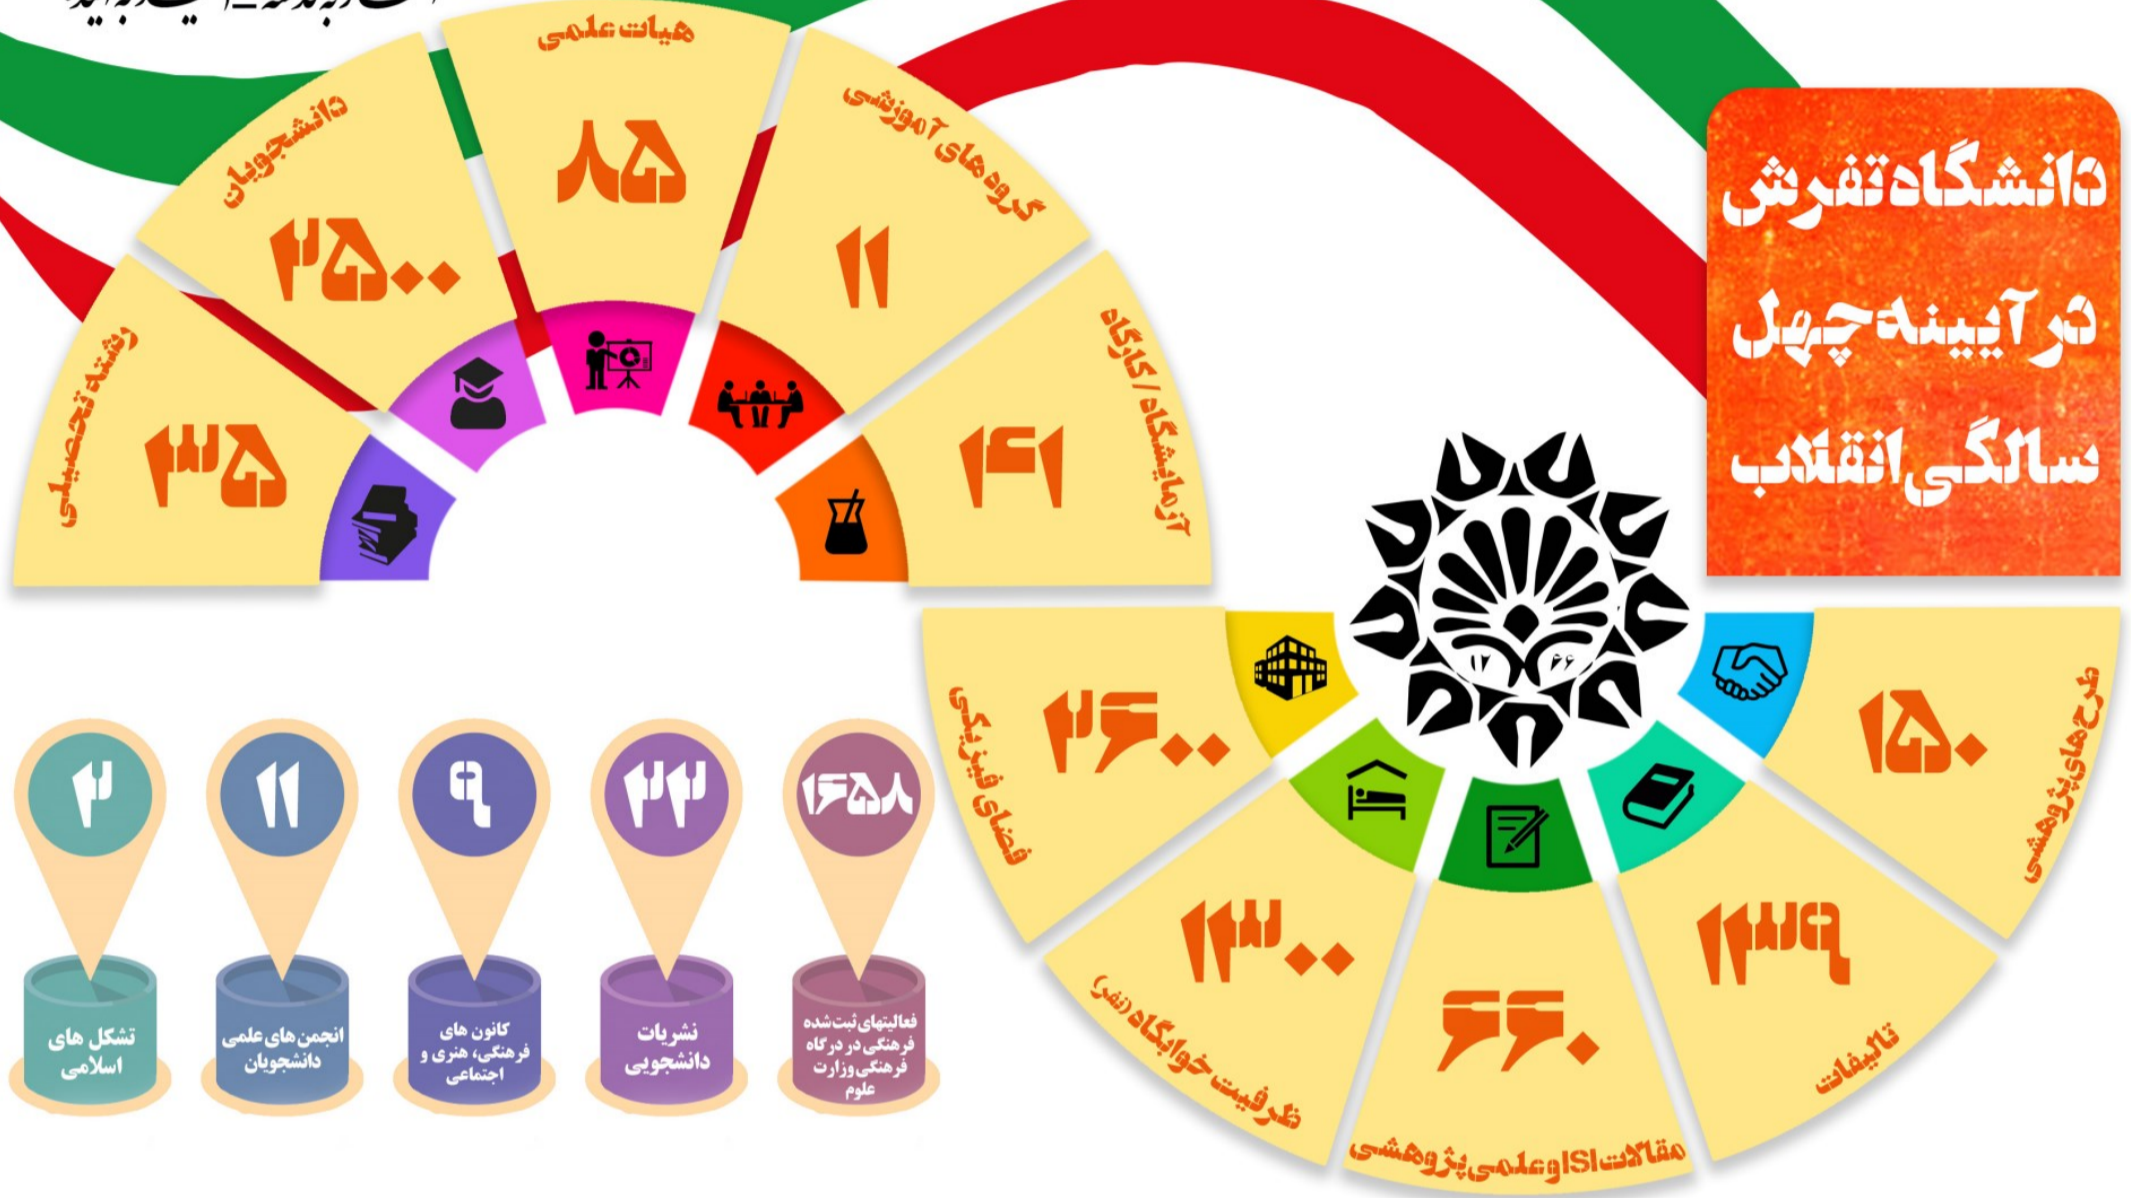 دانشگاه تفرش
در آیینه چهل
سالگی انقلاب
رشته تحصیلی
۳۵
دانشجویان
۲۵۰۰
هیات علمی
۸۵
گروه های آموزشی
۱۱
آزمایشگاه / کارگاه
۴۱
طرح‌های پژوهشی
۱۵۰
تالیفات
۱۳۹
مقالات ISI و علمی پژوهشی
۶۶۰
ظرفیت خوابگاه (نفر)
۱۳۰۰
فضای فیزیکی
۲۶۰۰
۱۶۵۸
فعالیتهای ثبت شده
فرهنگی در درگاه
فرهنگی وزارت
علوم
۲۲
نشریات
دانشجویی
۹
کانون های
فرهنگی، هنری و
اجتماعی
۱۱
انجمن های علمی
دانشجویان
۲
تشکل های
اسلامی